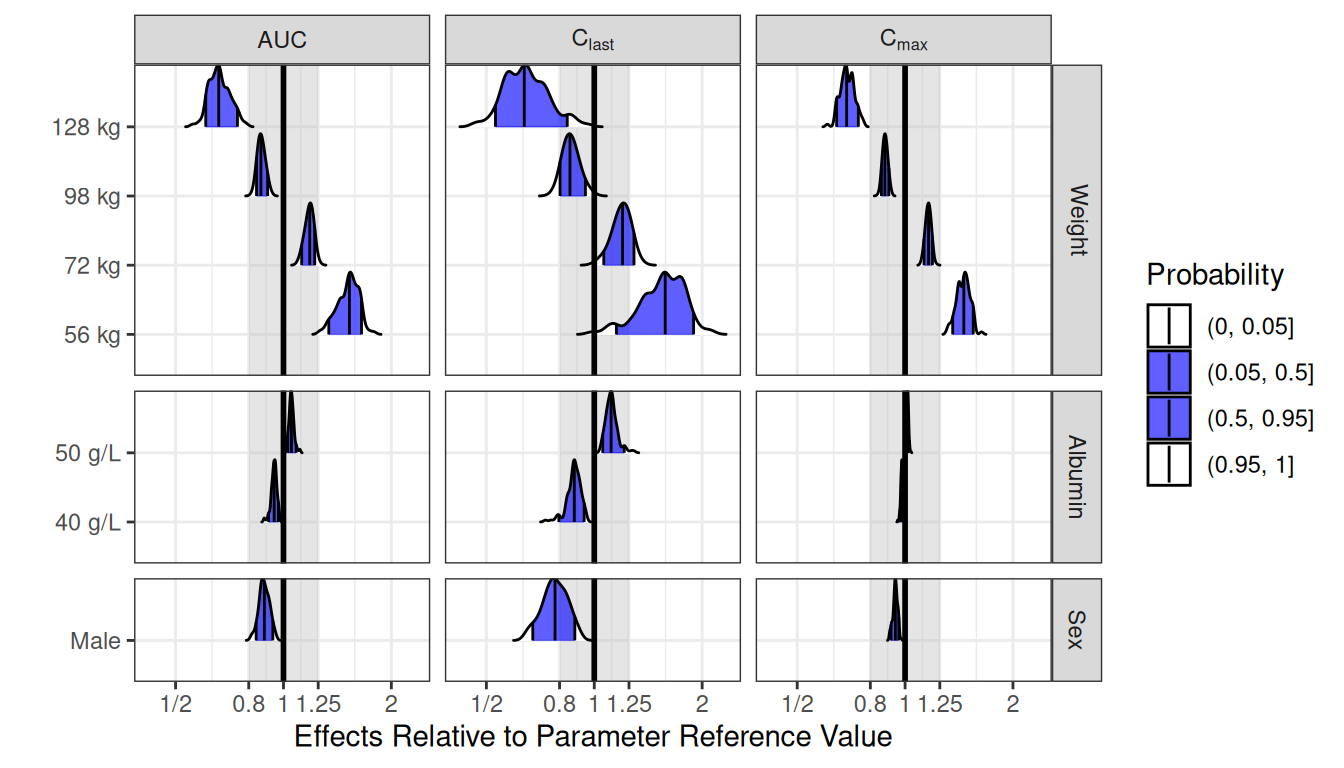 AUC
Clast
Cmax
128 kg
98 kg
72 kg
56 kg
Weight
50 g/L
40 g/L
Albumin
Male
Sex
1/2 0.8 1 1.25 2
1/2 0.8 1 1.25 2
1/2 0.8 1 1.25 2
Effects Relative to Parameter Reference Value
Probability
(0, 0.05]
(0.05, 0.5]
(0.5, 0.95]
(0.95, 1]